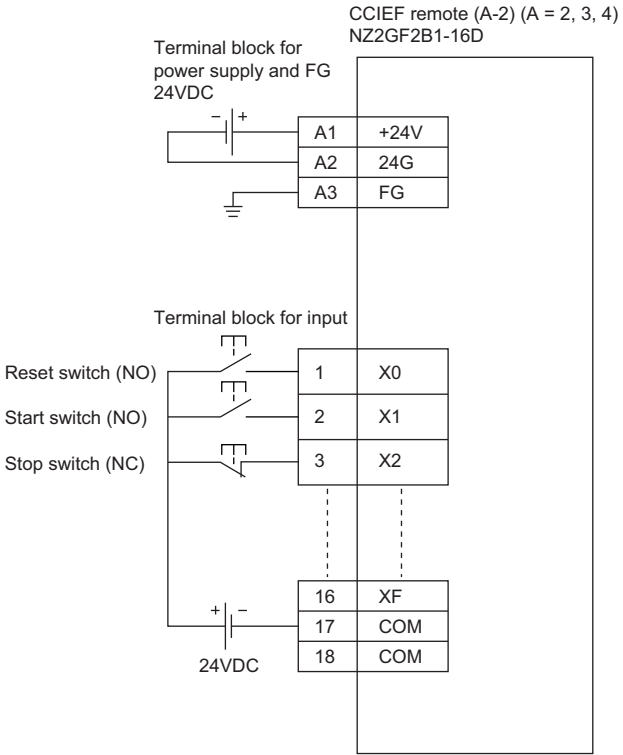 CCIEF remote (A-2) (A = 2, 3, 4)
NZ2GF2B1-16D
Terminal block for
power supply and FG
24VDC
− +
A1 +24V
A2 24G
A3 FG
Terminal block for input
Reset switch (NO) 1 X0
Start switch (NO) 2 X1
Stop switch (NC) 3 X2
16 XF
+ −
17 COM
18 COM
24VDC